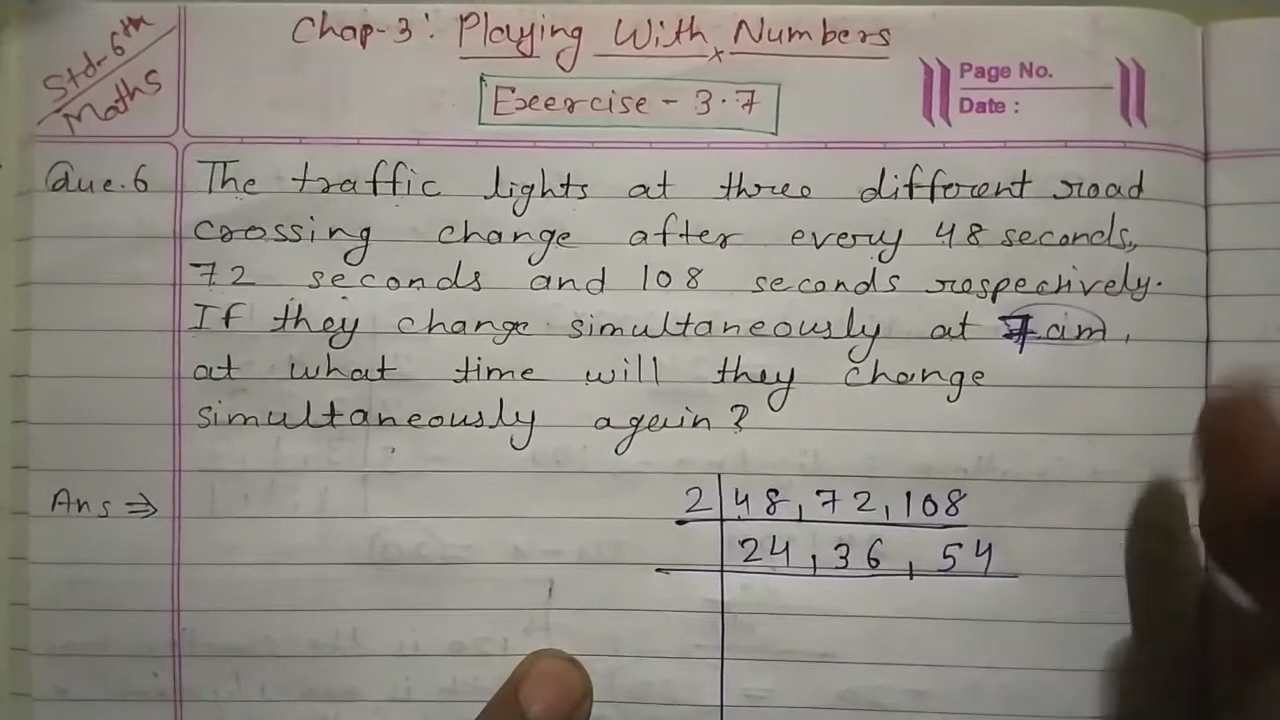 Std-6th
Maths
Chap-3: Playing With Numbers
Exercise - 3.7
Page No.
Date :
Que.6 The traffic lights at three different road
crossing change after every 48 seconds,
72 seconds and 108 seconds respectively.
If they change simultaneously at 7am,
at what time will they change
simultaneously again?
Ans ⇒
2 48, 72, 108
24, 36, 54